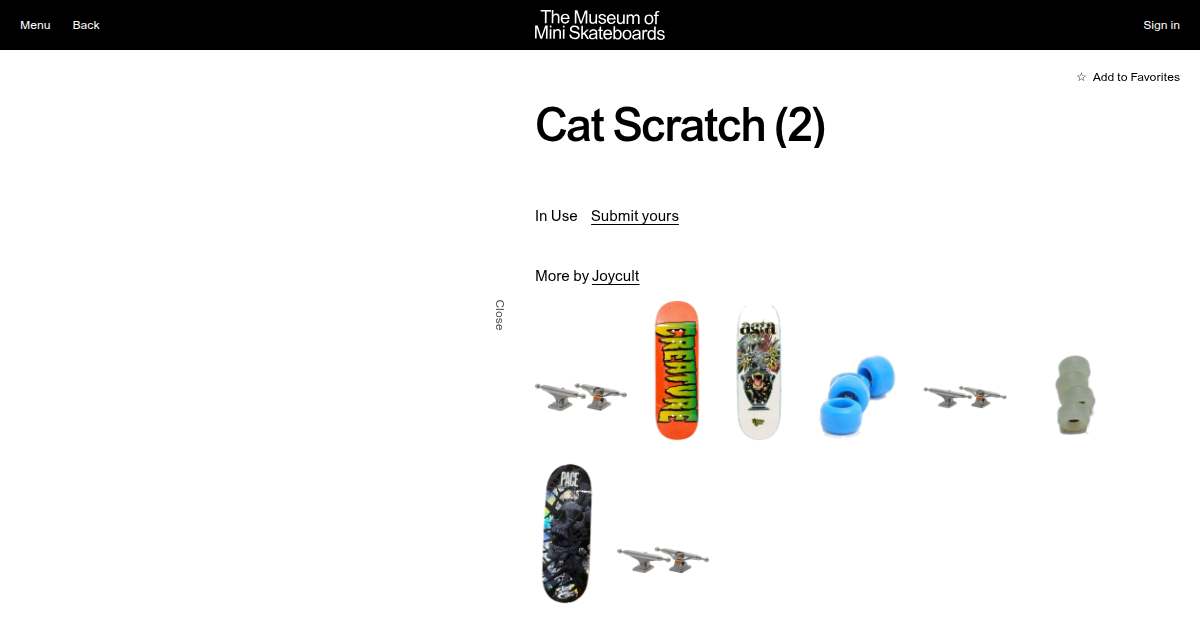 Menu
Back
The Museum of
Mini Skateboards
Sign in
☆ Add to Favorites
Cat Scratch (2)
In Use Submit yours
More by Joycult
Close
CREATURE
PACE